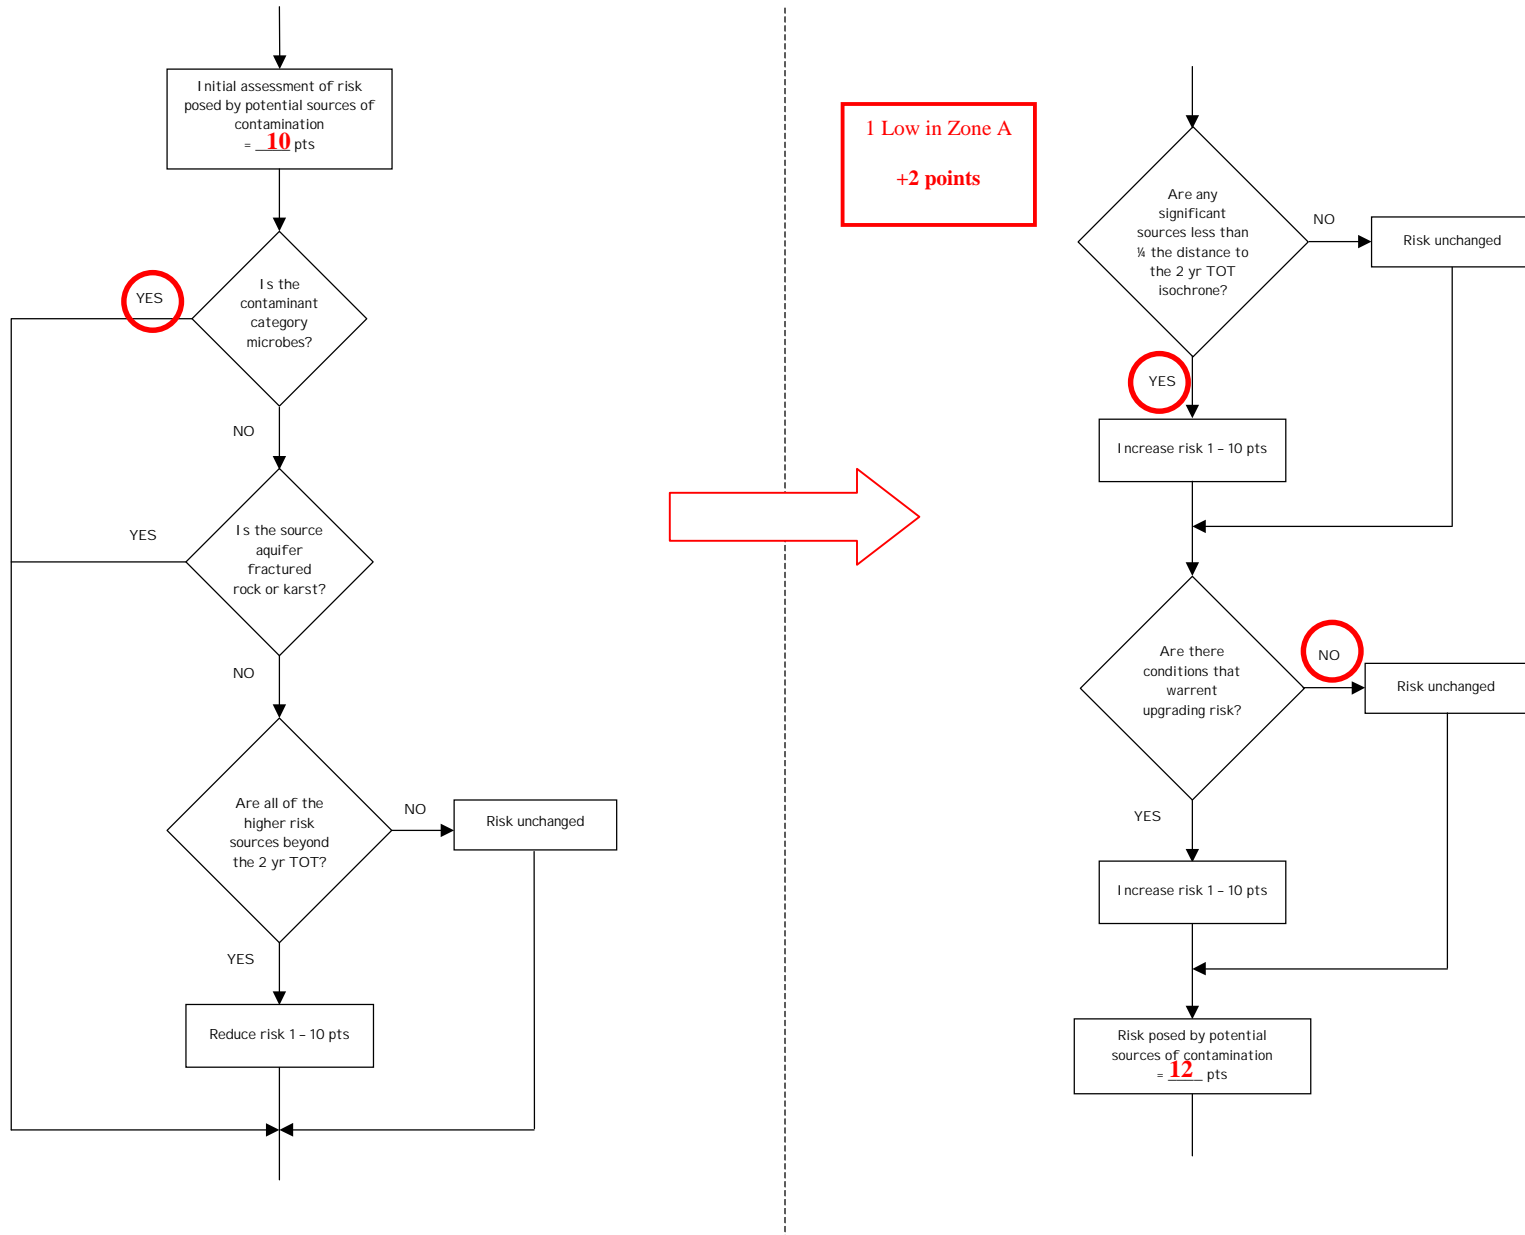 Initial assessment of risk
posed by potential sources of
contamination
= 10 pts
YES
Is the
contaminant
category
microbes?
NO
YES
Is the source
aquifer
fractured
rock or karst?
NO
Are all of the
higher risk
sources beyond
the 2 yr TOT?
NO
Risk unchanged
YES
Reduce risk 1 – 10 pts
1 Low in Zone A
+2 points
Are any
significant
sources less than
¼ the distance to
the 2 yr TOT
isochrone?
NO
Risk unchanged
YES
Increase risk 1 – 10 pts
Are there
conditions that
warrent
upgrading risk?
NO
Risk unchanged
YES
Increase risk 1 – 10 pts
Risk posed by potential
sources of contamination
= 12 pts